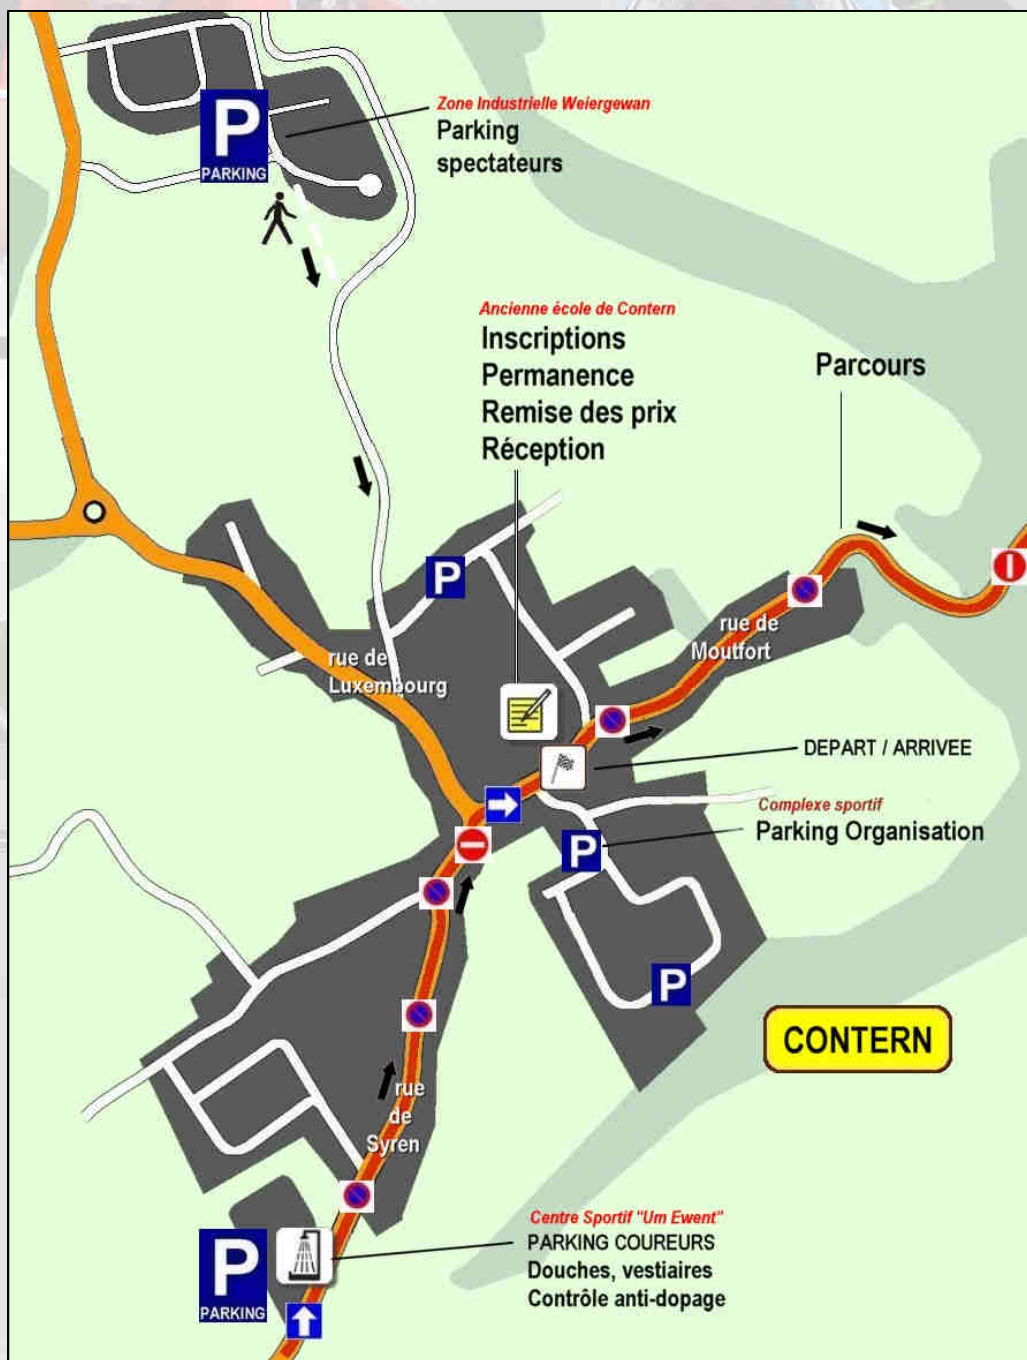 Zone Industrielle Weiergewan
Parking
spectateurs
P
PARKING
Ancienne école de Contern
Inscriptions
Permanence
Remise des prix
Réception
Parcours
P
rue de
Moutfort
rue de
Luxembourg
DEPART / ARRIVEE
Complexe sportif
Parking Organisation
P
P
CONTERN
rue
de
Syren
Centre Sportif "Um Ewent"
PARKING COUREURS
Douches, vestiaires
Contrôle anti-dopage
P
PARKING